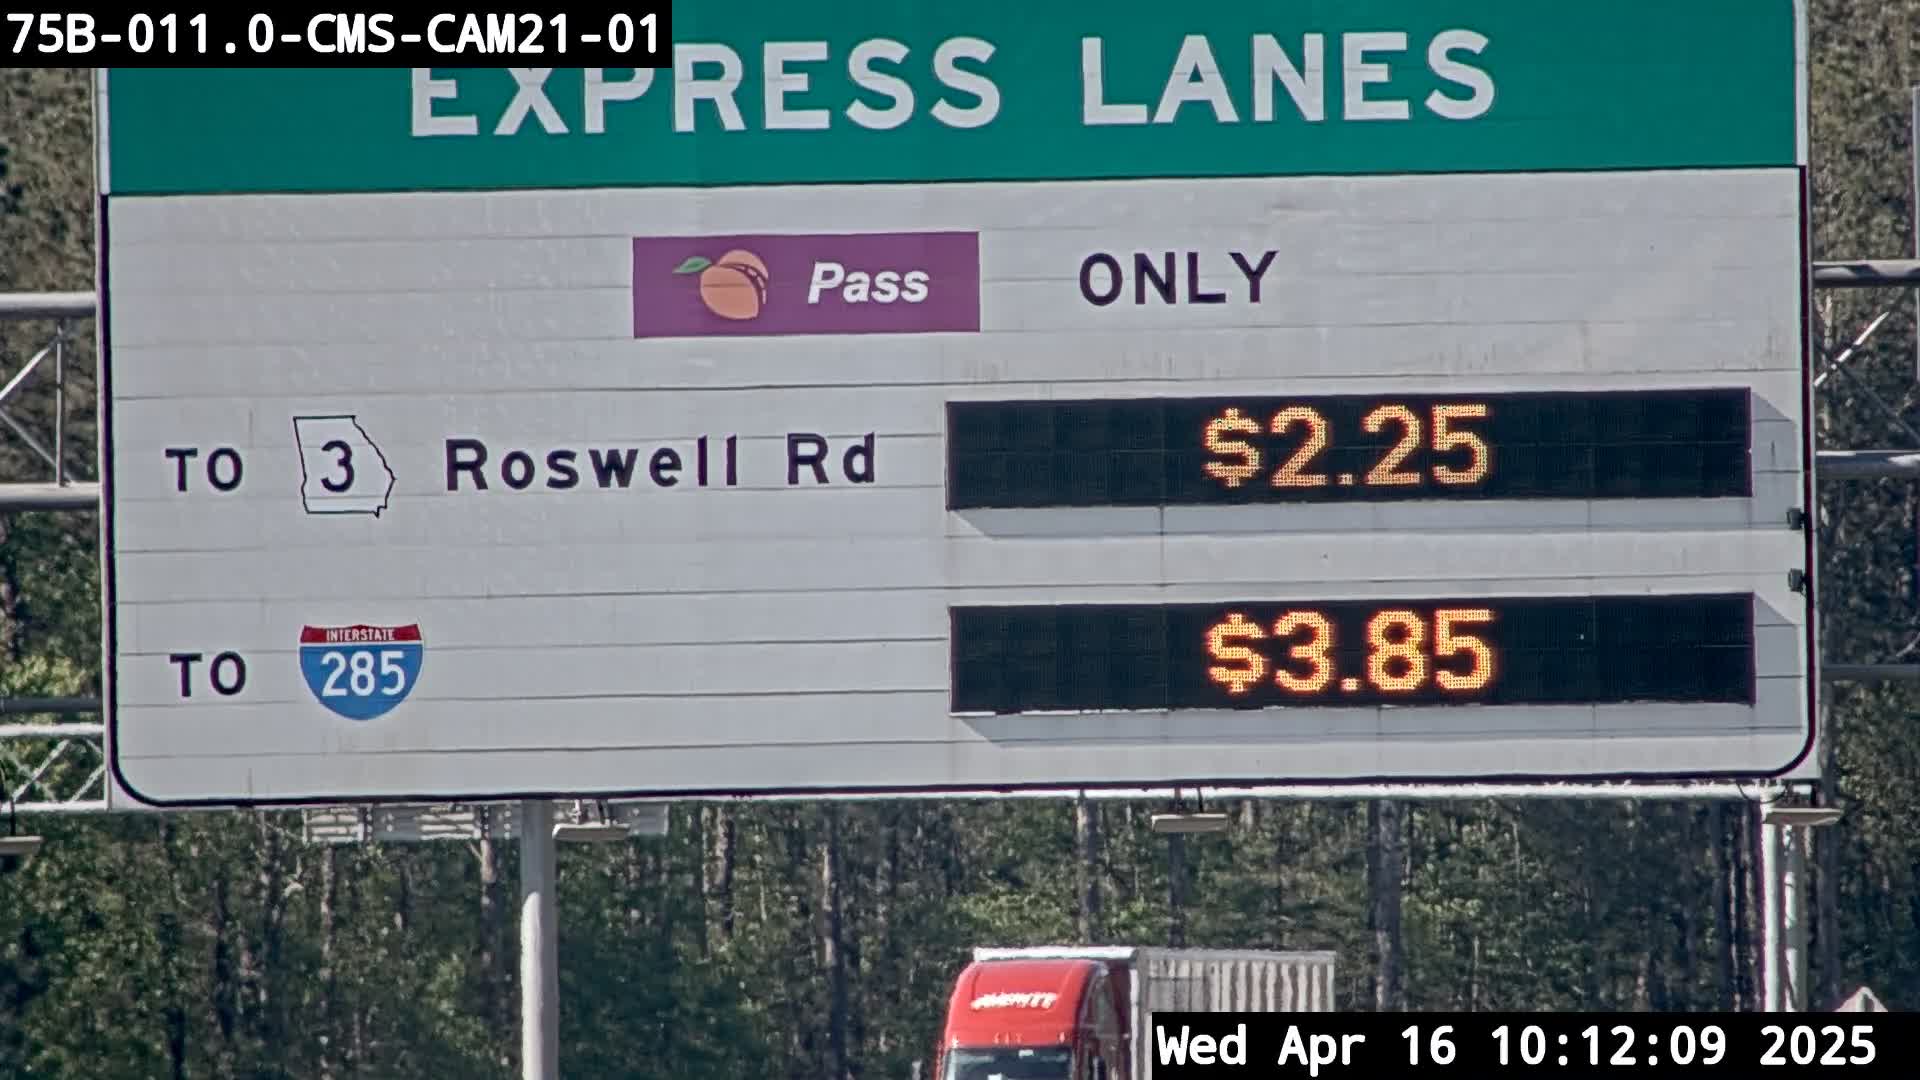 75B-011.0-CMS-CAM21-01
EXPRESS LANES
Pass ONLY
TO 3 Roswell Rd $2.25
INTERSTATE
TO 285 $3.85
AVERITT
Wed Apr 16 10:12:09 2025